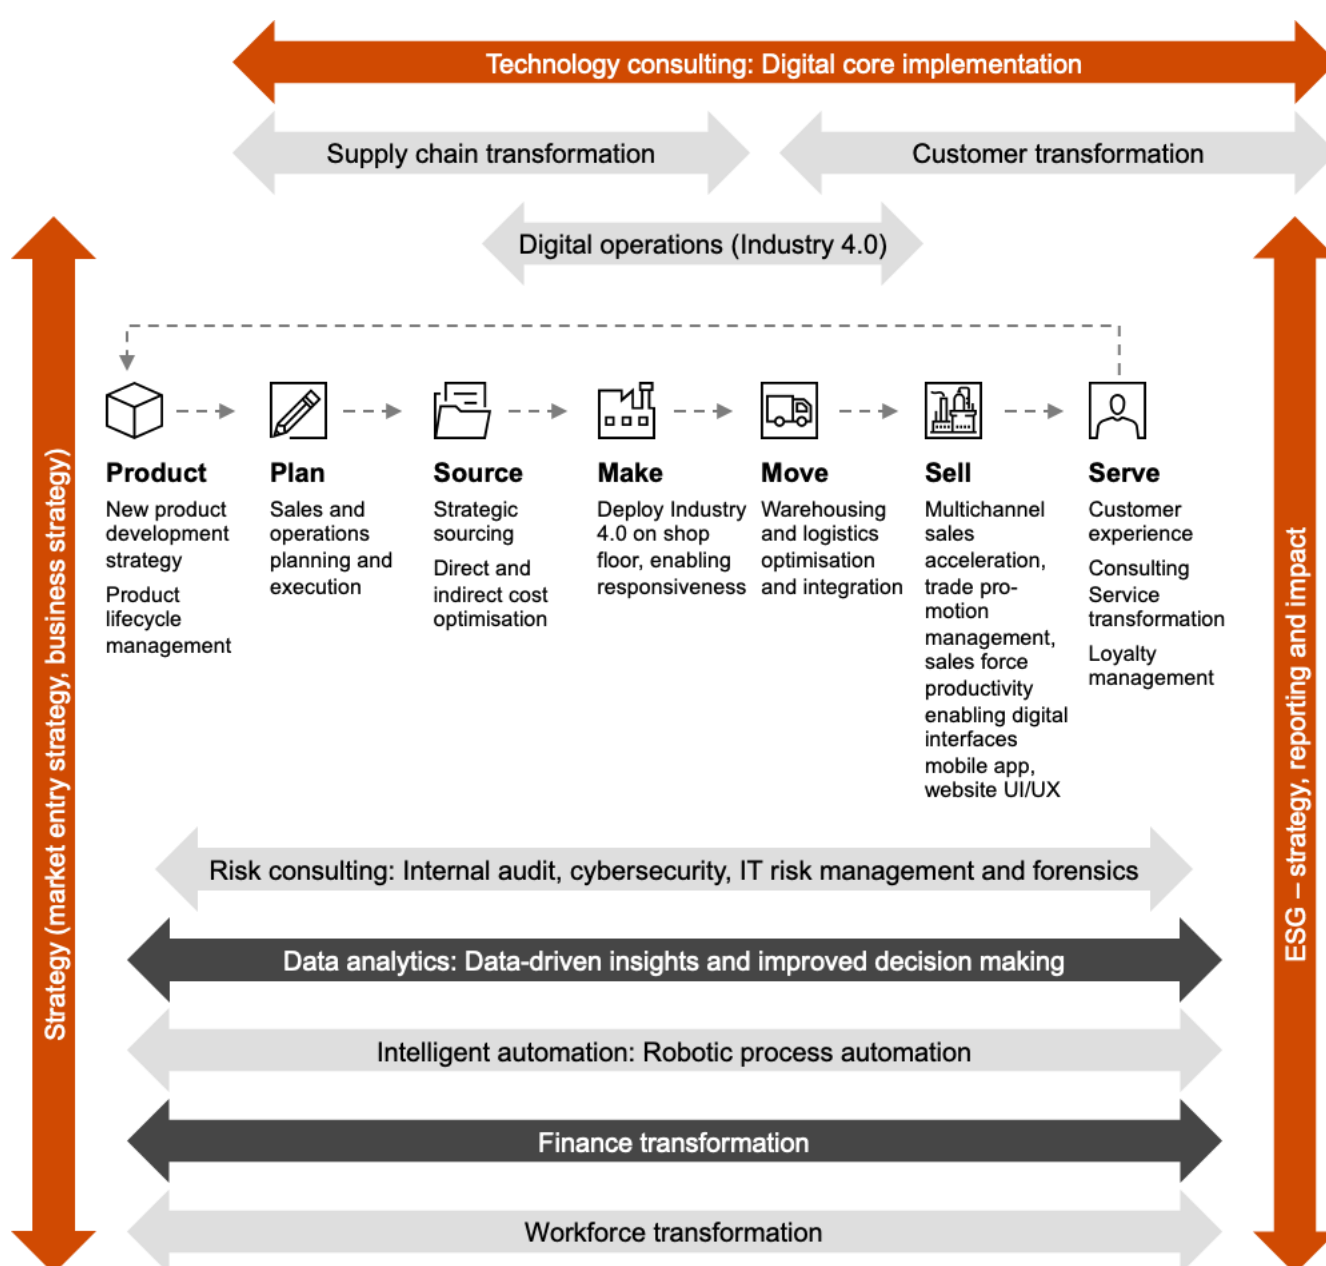 Technology consulting: Digital core implementation
Supply chain transformation
Customer transformation
Digital operations (Industry 4.0)
Strategy (market entry strategy, business strategy)
Product
New product
development
strategy
Product
lifecycle
management
Plan
Sales and
operations
planning and
execution
Source
Strategic
sourcing
Direct and
indirect cost
optimisation
Make
Deploy Industry
4.0 on shop
floor, enabling
responsiveness
Move
Warehousing
and logistics
optimisation
and integration
Sell
Multichannel
sales
acceleration,
trade pro-
motion
management,
sales force
productivity
enabling digital
interfaces
mobile app,
website UI/UX
Serve
Customer
experience
Consulting
Service
transformation
Loyalty
management
ESG – strategy, reporting and impact
Risk consulting: Internal audit, cybersecurity, IT risk management and forensics
Data analytics: Data-driven insights and improved decision making
Intelligent automation: Robotic process automation
Finance transformation
Workforce transformation